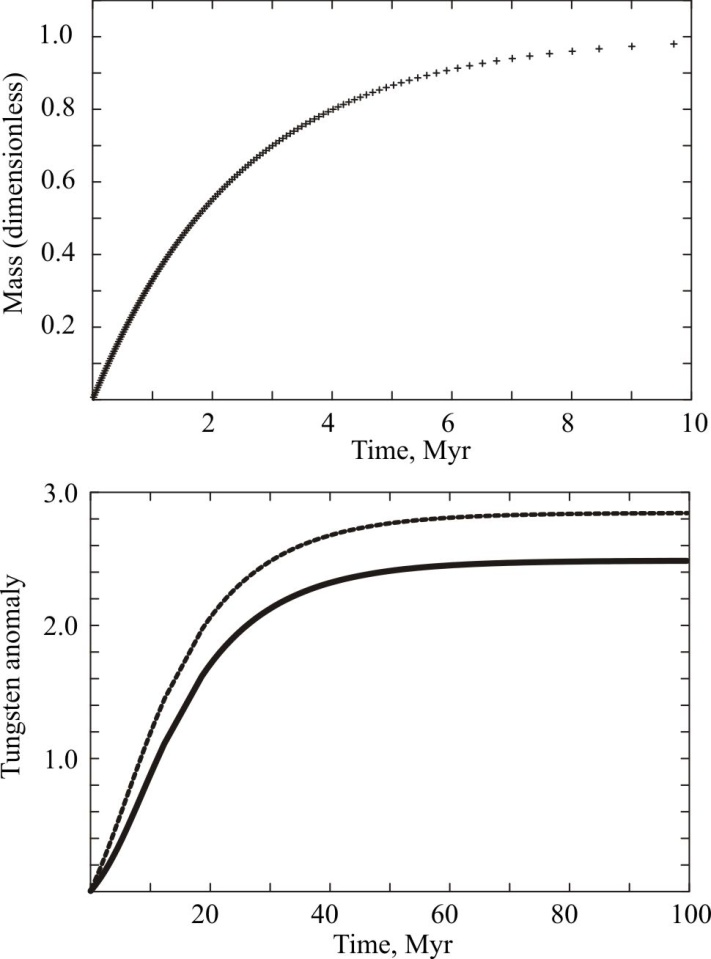 1.0
0.8
0.6
0.4
0.2
Mass (dimensionless)
2 4 6 8 10
Time, Myr
3.0
2.0
1.0
Tungsten anomaly
20 40 60 80 100
Time, Myr